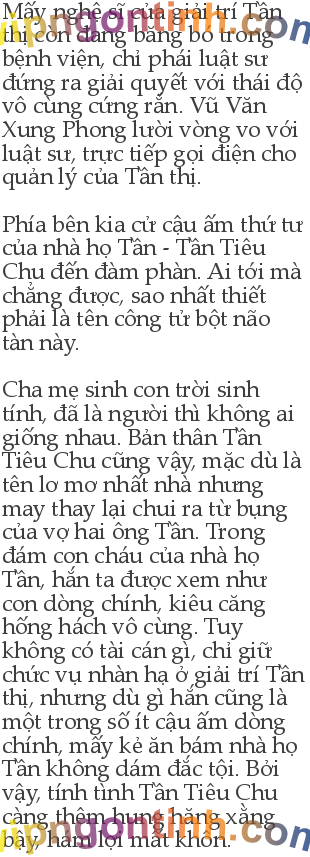 Mấy nghệ sĩ của giải trí Tần
thị còn đang băng bó trong
bệnh viện, chỉ phái luật sư
đứng ra giải quyết với thái độ
vô cùng cứng rắn. Vũ Văn
Xung Phong lười vòng vo với
luật sư, trực tiếp gọi điện cho
quản lý của Tần thị.
Phía bên kia cử cậu ấm thứ tư
của nhà họ Tần - Tần Tiêu
Chu đến đàm phàn. Ai tới mà
chẳng được, sao nhất thiết
phải là tên công tử bột não
tàn này.
Cha mẹ sinh con trời sinh
tính, đã là người thì không ai
giống nhau. Bản thân Tần
Tiêu Chu cũng vậy, mặc dù là
tên lơ mơ nhất nhà nhưng
may thay lại chui ra từ bụng
của vợ hai ông Tần. Trong
đám con cháu của nhà họ
Tần, hắn ta được xem như
con dòng chính, kiêu căng
hống hách vô cùng. Tuy
không có tài cán gì, chỉ giữ
chức vụ nhàn hạ ở giải trí Tần
thị, nhưng dù gì hắn cũng là
một trong số ít cậu ấm dòng
chính, mấy kẻ ăn bám nhà họ
Tần không dám đắc tội. Bởi
vậy, tính tình Tần Tiêu Chu
càng thêm hung hăng xằng
bậy, hám lợi mất khôn.